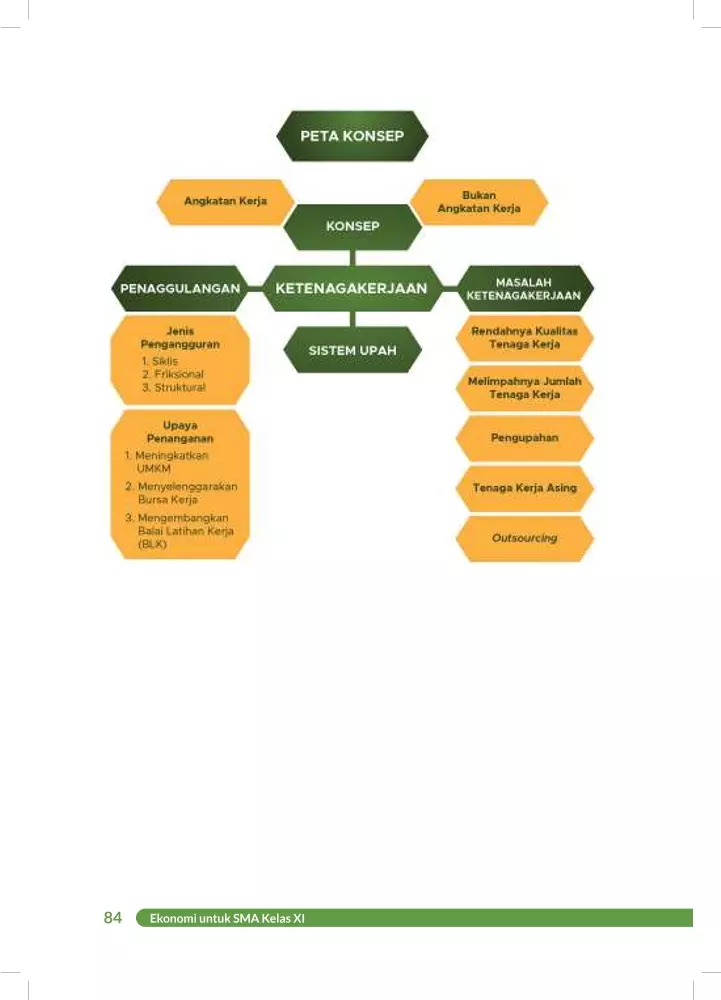 PETA KONSEP
Angkatan Kerja
Bukan
Angkatan Kerja
KONSEP
PENAGGULANGAN
KETENAGAKERJAAN
MASALAH
KETENAGAKERJAAN
SISTEM UPAH
Jenis
Pengangguran
1. Siklis
2. Friksional
3. Struktural
Upaya
Penanganan
1. Meningkatkan
UMKM
2. Menyelenggarakan
Bursa Kerja
3. Mengembangkan
Balai Latihan Kerja
(BLK)
Rendahnya Kualitas
Tenaga Kerja
Melimpahnya Jumlah
Tenaga Kerja
Pengupahan
Tenaga Kerja Asing
Outsourcing
84
Ekonomi untuk SMA Kelas XI